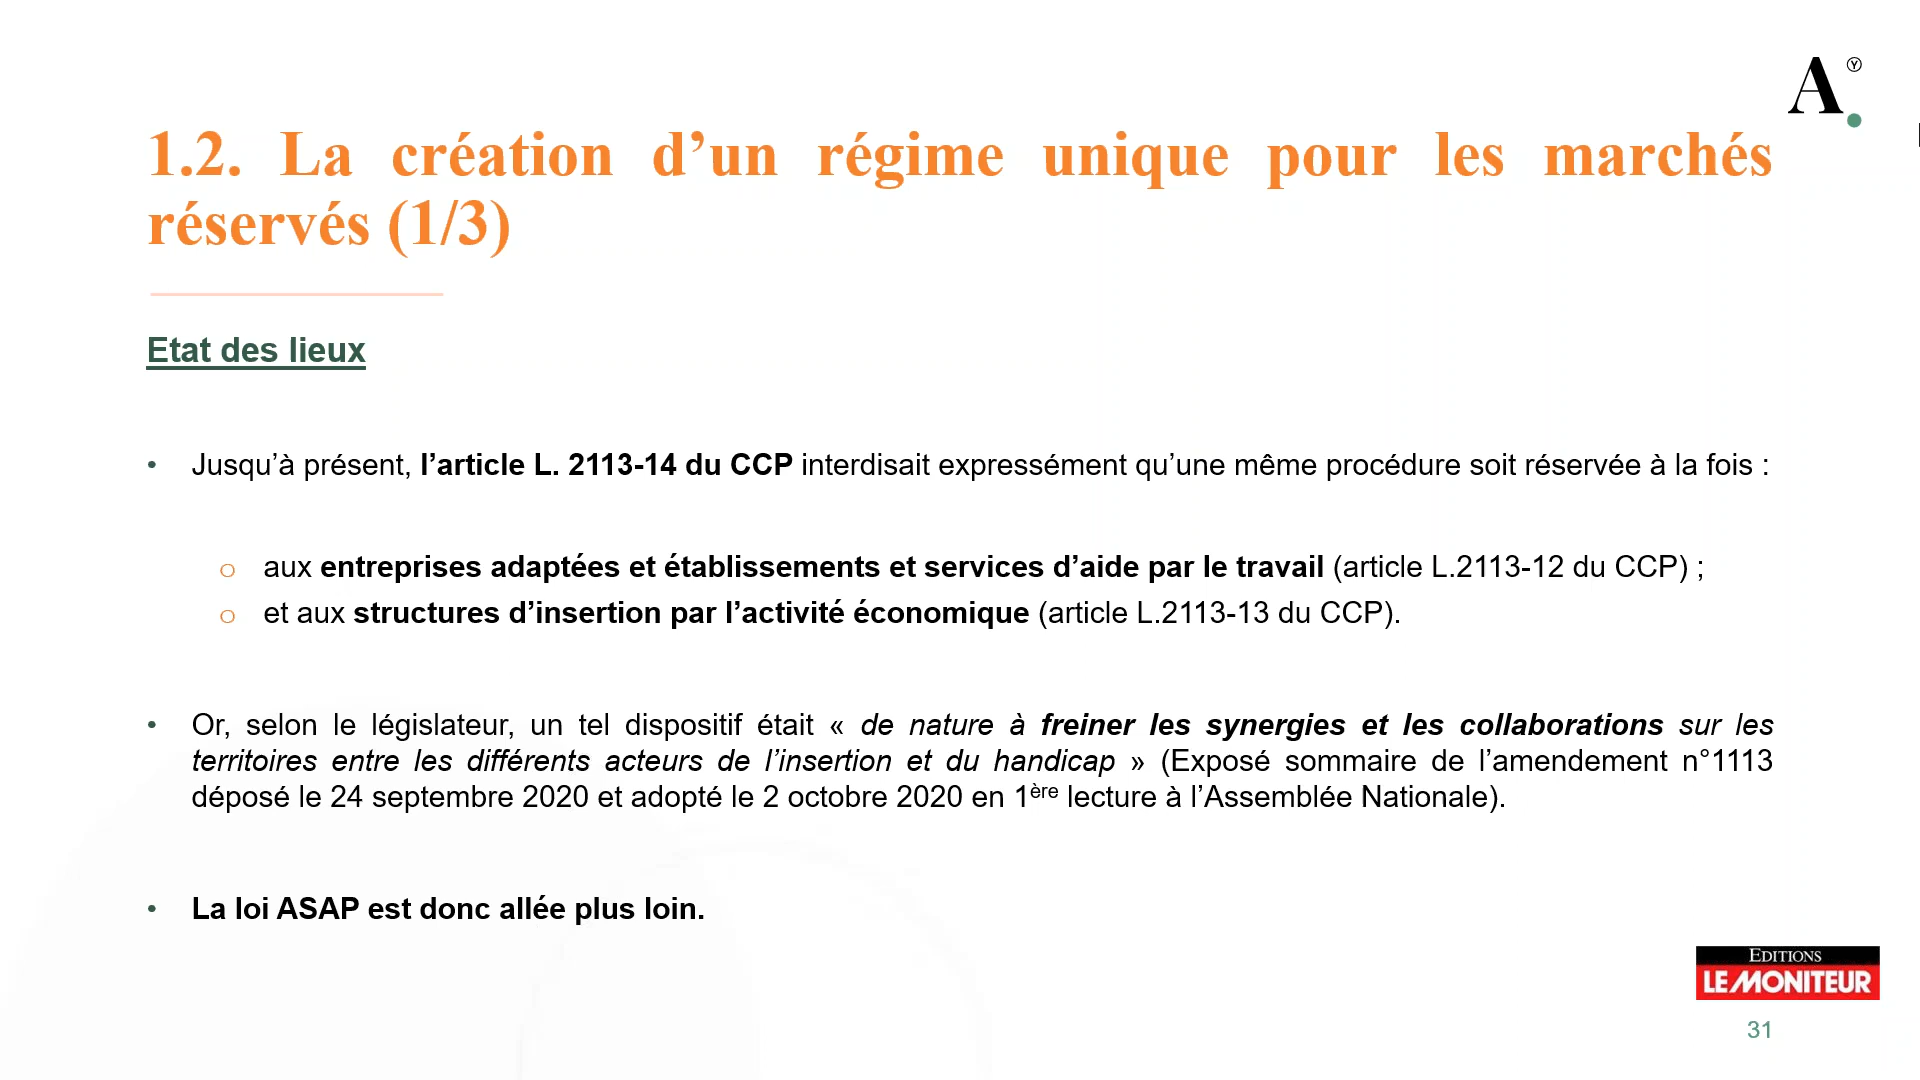 A
Y
1.2. La création d’un régime unique pour les marchés
réservés (1/3)
Etat des lieux
• Jusqu’à présent, l’article L. 2113-14 du CCP interdisait expressément qu’une même procédure soit réservée à la fois :
o aux entreprises adaptées et établissements et services d’aide par le travail (article L.2113-12 du CCP) ;
o et aux structures d’insertion par l’activité économique (article L.2113-13 du CCP).
• Or, selon le législateur, un tel dispositif était « de nature à freiner les synergies et les collaborations sur les
territoires entre les différents acteurs de l’insertion et du handicap » (Exposé sommaire de l’amendement n°1113
déposé le 24 septembre 2020 et adopté le 2 octobre 2020 en 1ère lecture à l’Assemblée Nationale).
• La loi ASAP est donc allée plus loin.
EDITIONS
LE MONITEUR
31